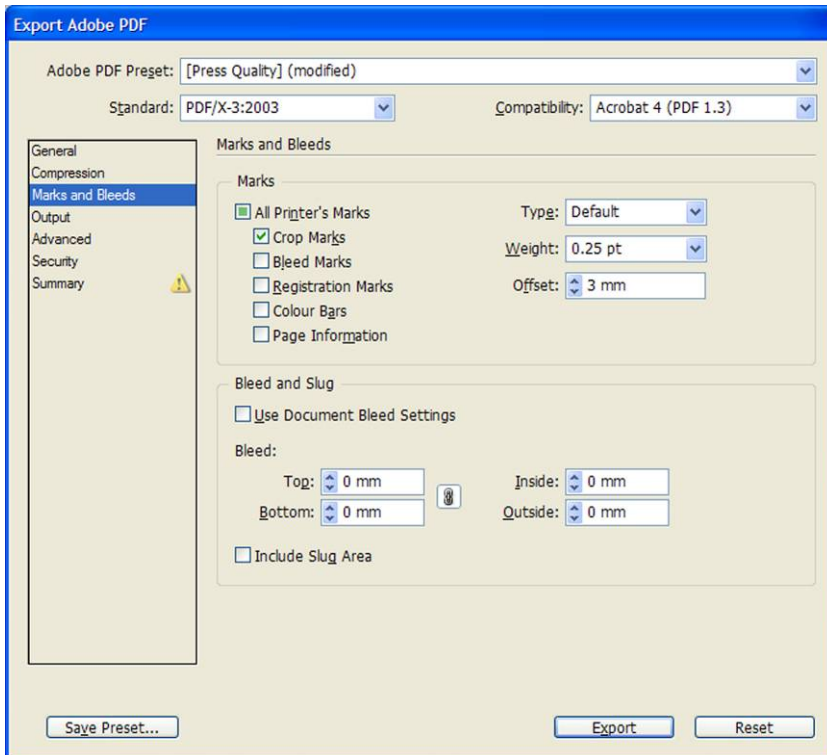 Export Adobe PDF
Adobe PDF Preset: [Press Quality] (modified)
Standard: PDF/X-3:2003 Compatibility: Acrobat 4 (PDF 1.3)
General
Compression
Marks and Bleeds
Output
Advanced
Security
Summary
Marks and Bleeds
Marks
All Printer's Marks
Crop Marks
Bleed Marks
Registration Marks
Colour Bars
Page Information
Type: Default
Weight: 0.25 pt
Offset: 3 mm
Bleed and Slug
Use Document Bleed Settings
Bleed:
Top: 0 mm Inside: 0 mm
Bottom: 0 mm Outside: 0 mm
Include Slug Area
Save Preset... Export Reset